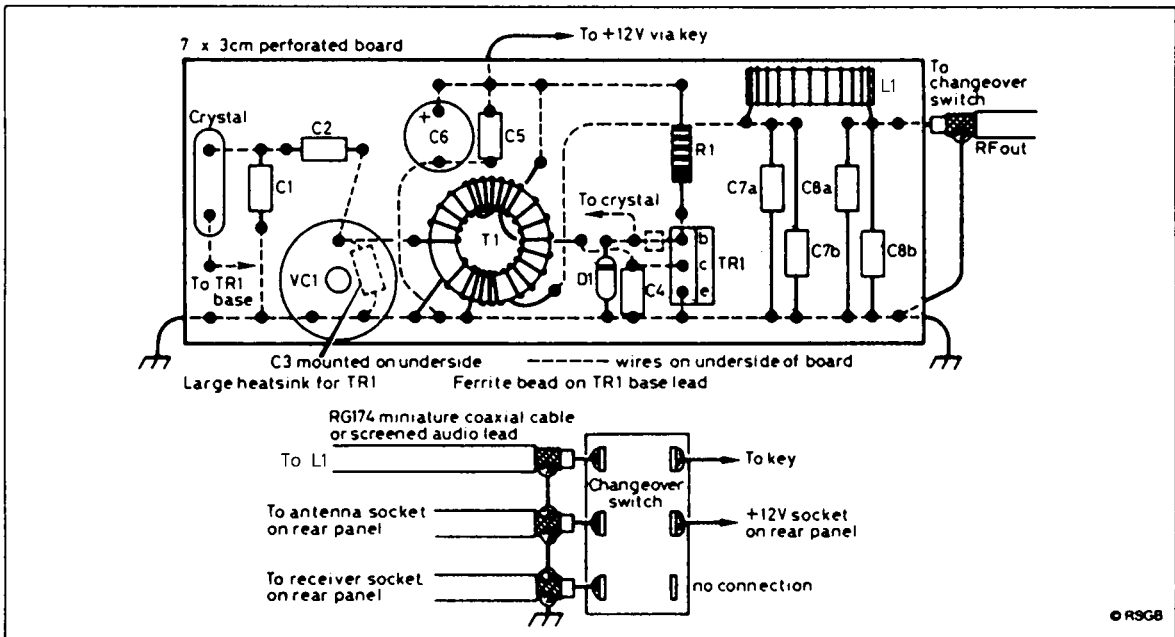 7 x 3cm perforated board
To +12V via key
To
changeover
switch
L1
Crystal
C2
+
C6
C5
R1
RF out
C1
C7a
C8a
To crystal
T1
b
VC1
D1
c
TR1
C7b
C8b
To TR1
base
C4
e
C3 mounted on underside
wires on underside of board
Large heatsink for TR1
Ferrite bead on TR1 base lead
RG174 miniature coaxial cable
or screened audio lead
To L1
To key
Changeover
switch
To antenna socket
on rear panel
+12V socket
on rear panel
To receiver socket
on rear panel
no connection
© RSGB